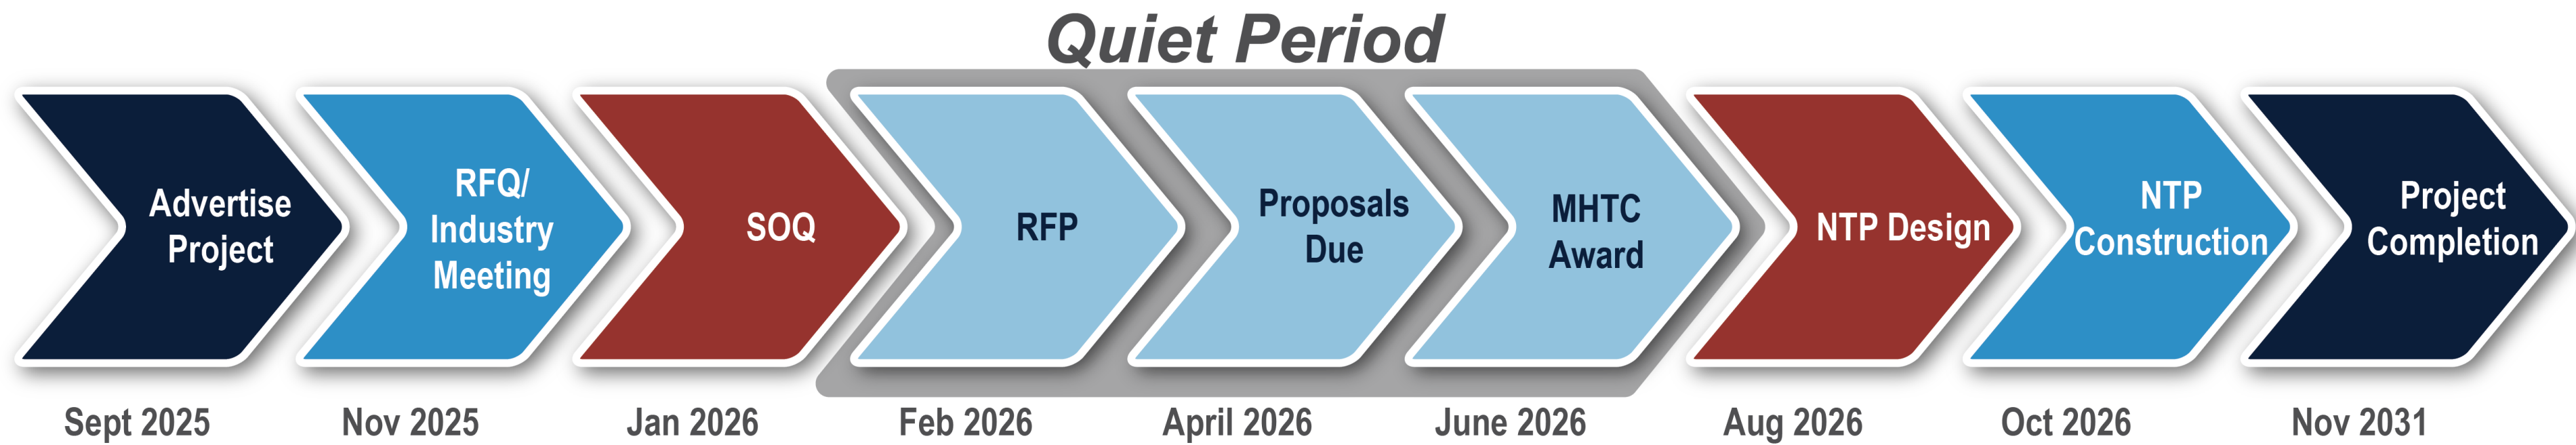 Quiet Period
Advertise
Project
RFQ/
Industry
Meeting
SOQ
RFP
Proposals
Due
MHTC
Award
NTP Design
NTP
Construction
Project
Completion
Sept 2025
Nov 2025
Jan 2026
Feb 2026
April 2026
June 2026
Aug 2026
Oct 2026
Nov 2031